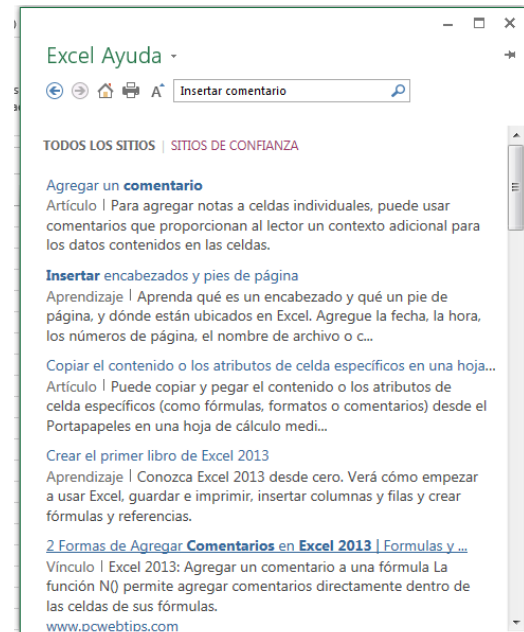 Excel Ayuda
Insertar comentario
TODOS LOS SITIOS | SITIOS DE CONFIANZA
Agregar un comentario
Artículo | Para agregar notas a celdas individuales, puede usar
comentarios que proporcionan al lector un contexto adicional para
los datos contenidos en las celdas.
Insertar encabezados y pies de página
Aprendizaje | Aprenda qué es un encabezado y qué un pie de
página, y dónde están ubicados en Excel. Agregue la fecha, la hora,
los números de página, el nombre de archivo o c...
Copiar el contenido o los atributos de celda específicos en una hoja...
Artículo | Puede copiar y pegar el contenido o los atributos de
celda específicos (como fórmulas, formatos o comentarios) desde el
Portapapeles en una hoja de cálculo medi...
Crear el primer libro de Excel 2013
Aprendizaje | Conozca Excel 2013 desde cero. Verá cómo empezar
a usar Excel, guardar e imprimir, insertar columnas y filas y crear
fórmulas y referencias.
2 Formas de Agregar Comentarios en Excel 2013 | Formulas y ...
Vínculo | Excel 2013: Agregar un comentario a una fórmula La
función N() permite agregar comentarios directamente dentro de
las celdas de sus fórmulas.
www.pcwebtips.com